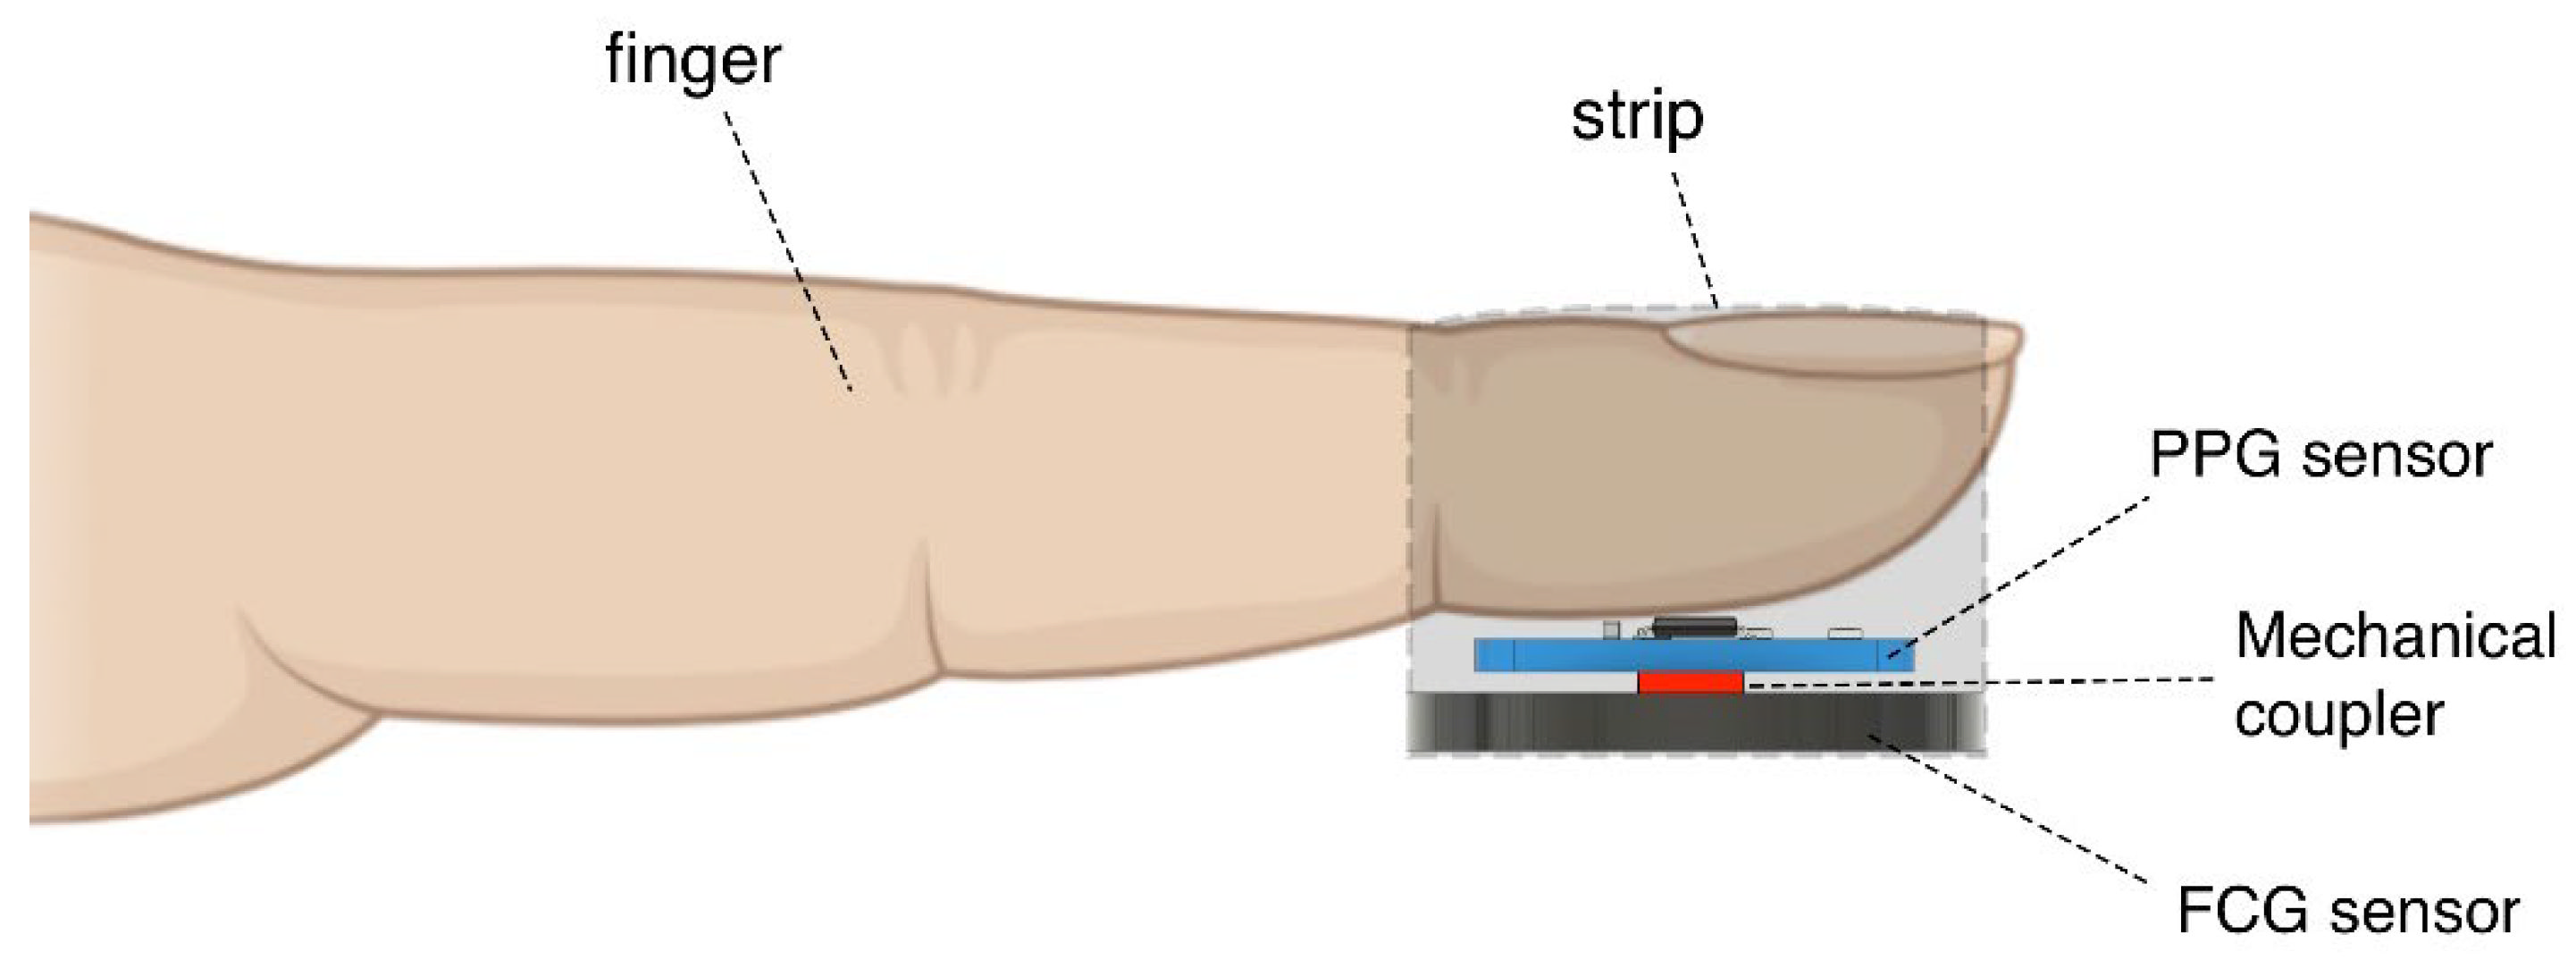 finger
strip
PPG sensor
Mechanical
coupler
FCG sensor